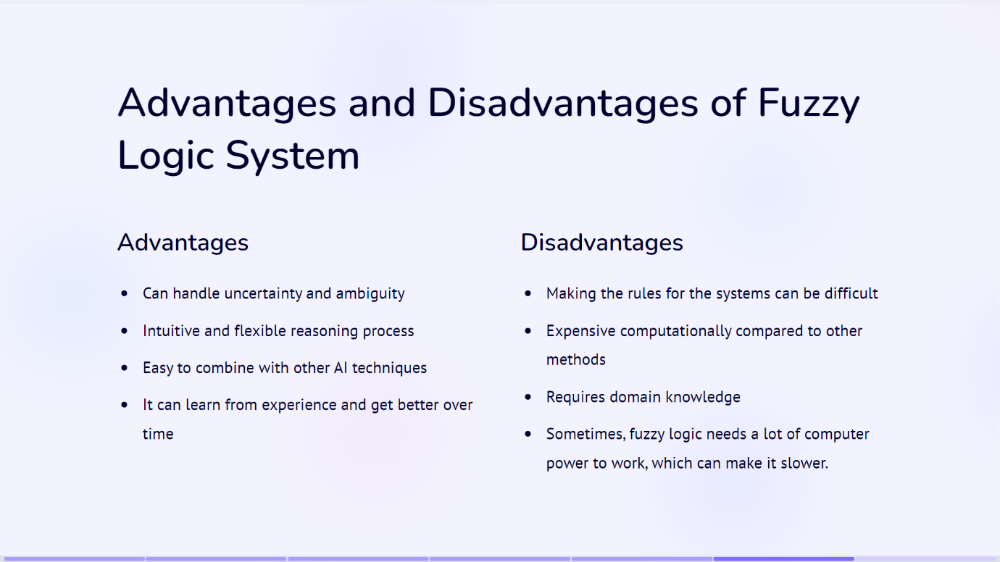 Advantages and Disadvantages of Fuzzy
Logic System
Advantages
• Can handle uncertainty and ambiguity
• Intuitive and flexible reasoning process
• Easy to combine with other AI techniques
• It can learn from experience and get better over
time
Disadvantages
• Making the rules for the systems can be difficult
• Expensive computationally compared to other
methods
• Requires domain knowledge
• Sometimes, fuzzy logic needs a lot of computer
power to work, which can make it slower.